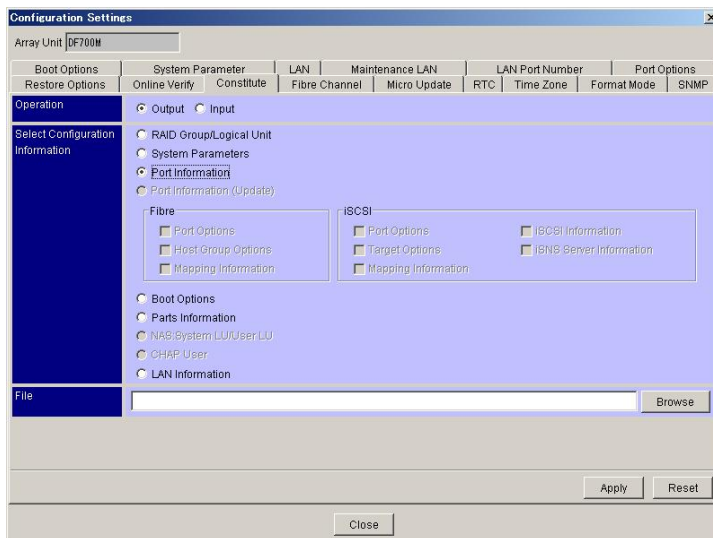 Configuration Settings
Array Unit DF700M
Boot Options System Parameter LAN Maintenance LAN LAN Port Number Port Options
Restore Options Online Verify Constitute Fibre Channel Micro Update RTC Time Zone Format Mode SNMP
Operation
Output Input
Select Configuration Information
RAID Group/Logical Unit
System Parameters
Port Information
Port Information (Update)
Fibre
Port Options
Host Group Options
Mapping Information
iSCSI
Port Options iSCSI Information
Target Options iSNS Server Information
Mapping Information
Boot Options
Parts Information
NAS:System LU/User LU
CHAP User
LAN Information
File
Browse
Apply Reset
Close